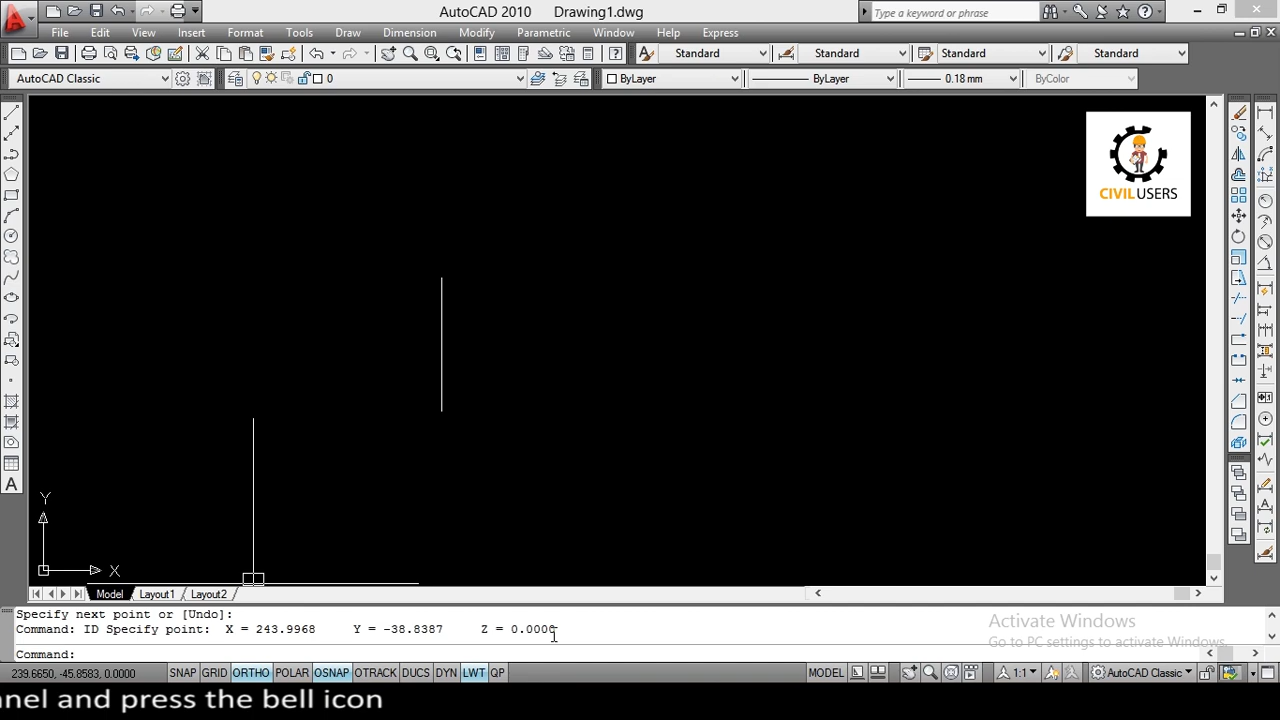 AutoCAD 2010 Drawing1.dwg Type a keyword or phrase
File Edit View Insert Format Tools Draw Dimension Modify Parametric Window Help Express
Standard Standard Standard Standard
AutoCAD Classic 0 ByLayer ByLayer 0.18 mm ByColor
CIVILUSERS
A
Y
X
A
Model Layout1 Layout2
Specify next point or [Undo]:
Command: ID Specify point: X = 243.9968 Y = -38.8387 Z = 0.0000
Activate Windows
Go to PC settings to activate Windows.
Command:
239.6650, -45.8583, 0.0000 SNAP GRID ORTHO POLAR OSNAP OTRACK DUCS DYN LWT QP MODEL 1:1 AutoCAD Classic
nel and press the bell icon